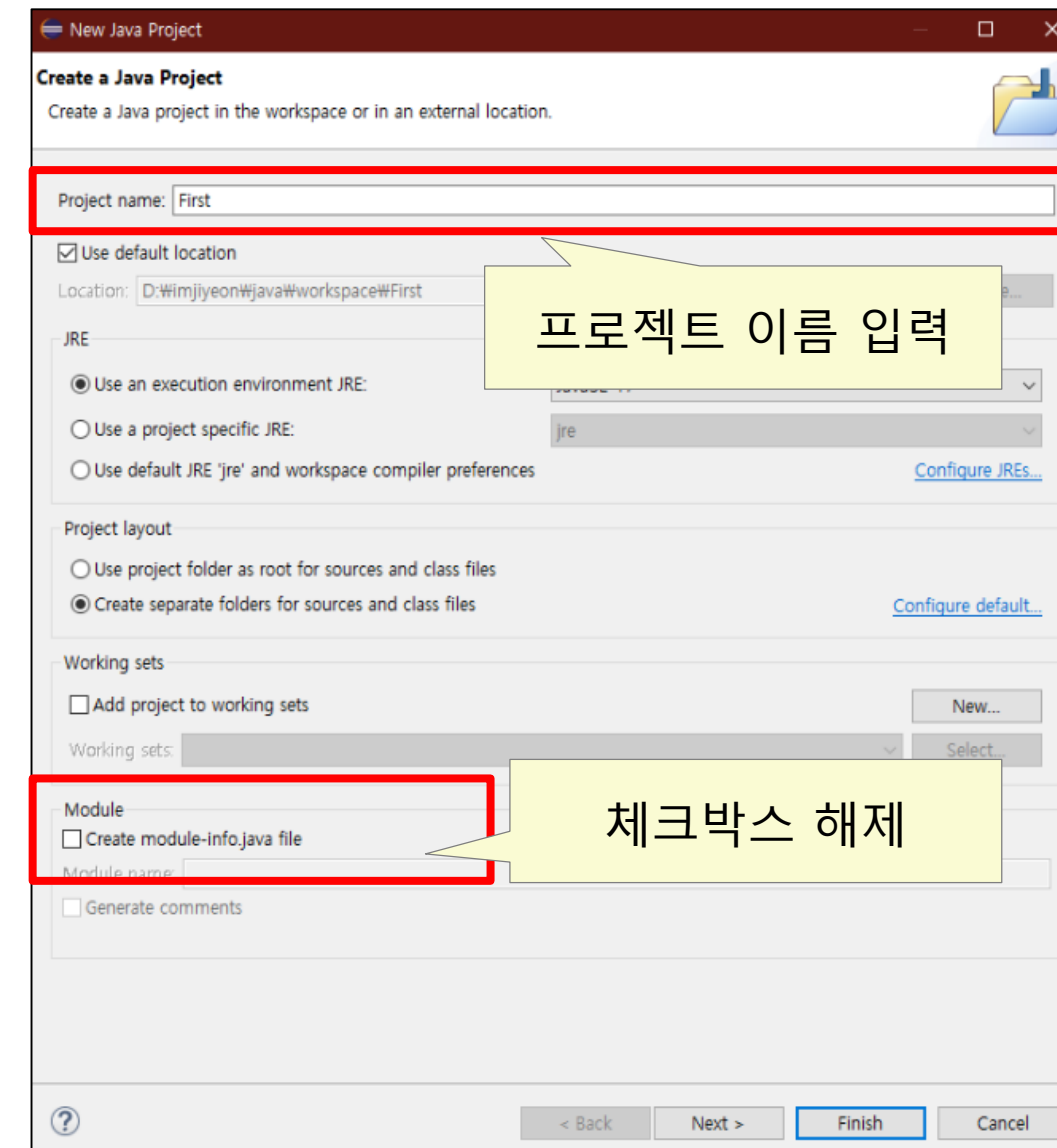 New Java Project
Create a Java Project
Create a Java project in the workspace or in an external location.
Project name: First
Use default location
Location: D:₩imjiyeon₩java₩workspace₩First
프로젝트 이름 입력
JRE
Use an execution environment JRE:
Use a project specific JRE: jre
Use default JRE 'jre' and workspace compiler preferences Configure JREs...
Project layout
Use project folder as root for sources and class files
Create separate folders for sources and class files Configure default...
Working sets
Add project to working sets New...
Working sets: Select...
Module
체크박스 해제
Create module-info.java file
Module name:
Generate comments
? < Back Next > Finish Cancel